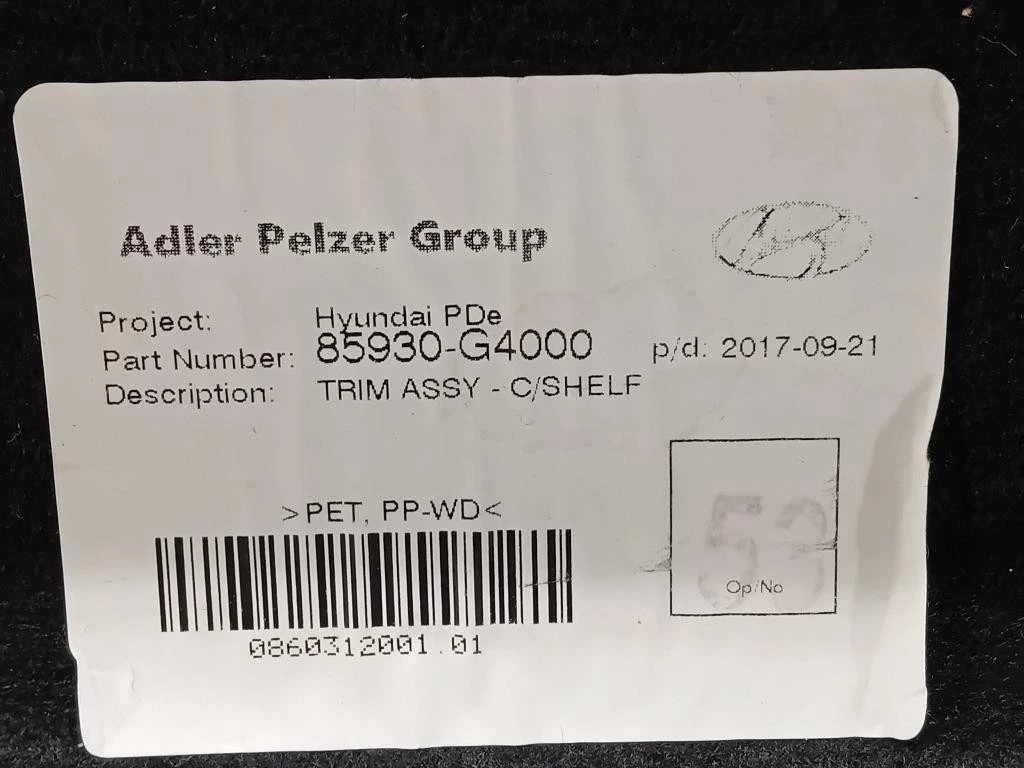 Adler Pelzer Group
Project: Hyundai PDe
Part Number: 85930-G4000 p/d: 2017-09-21
Description: TRIM ASSY - C/SHELF
>PET, PP-WD<
0860312001.01
53
Op/No